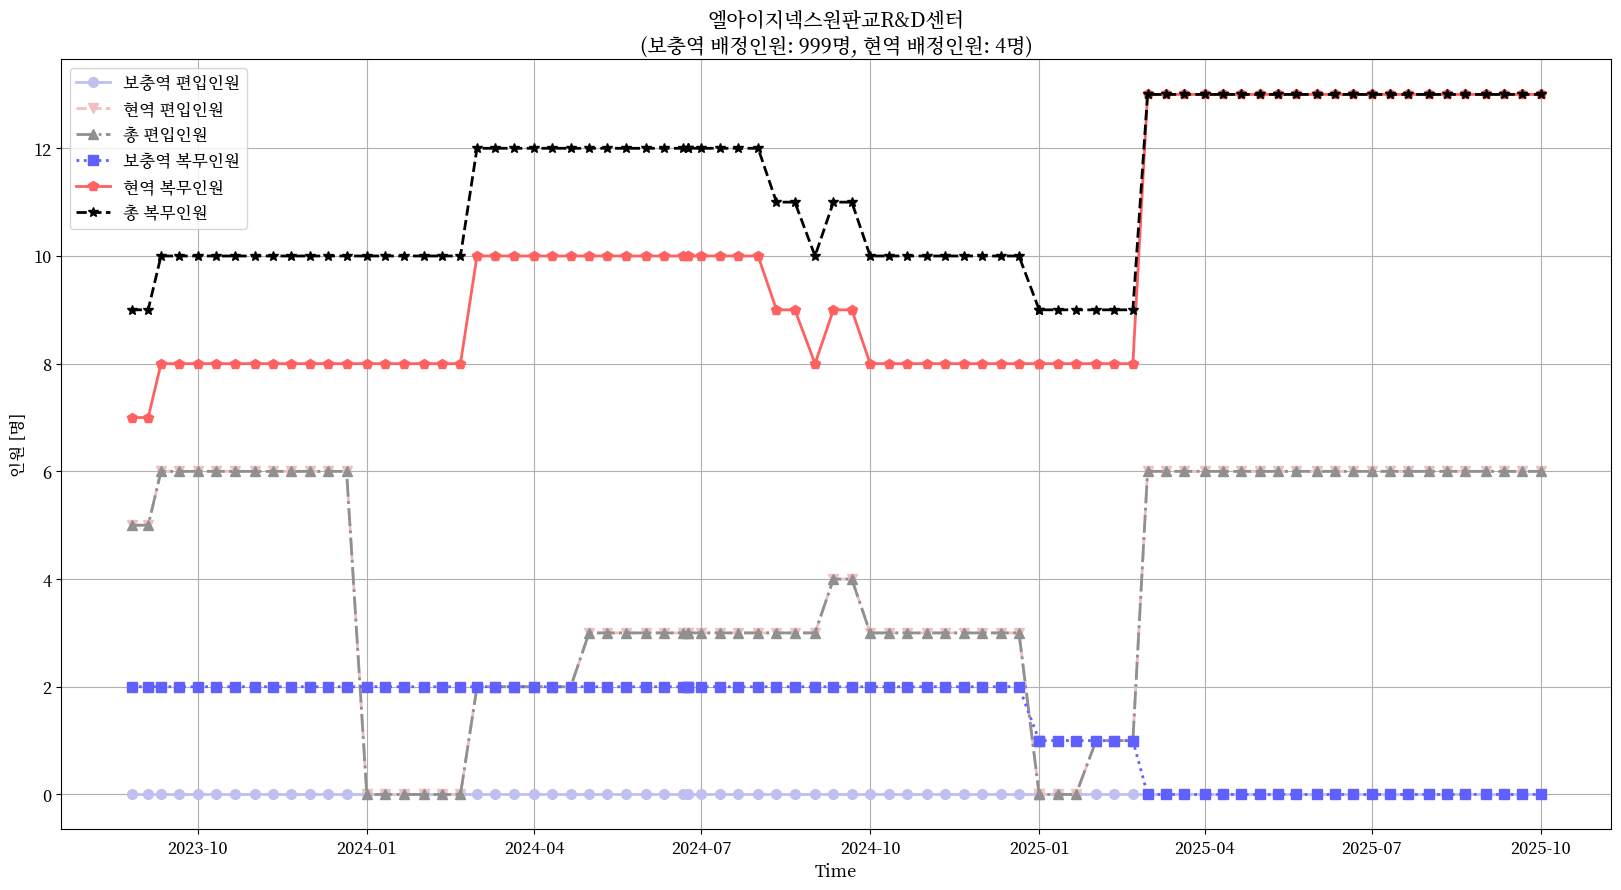 엘아이지넥스원판교R&D센터
(보충역 배정인원: 999명, 현역 배정인원: 4명)
보충역 편입인원
현역 편입인원
총 편입인원
보충역 복무인원
현역 복무인원
총 복무인원
인원 [명]
12
10
8
6
4
2
0
2023-10
2024-01
2024-04
2024-07
2024-10
2025-01
2025-04
2025-07
2025-10
Time